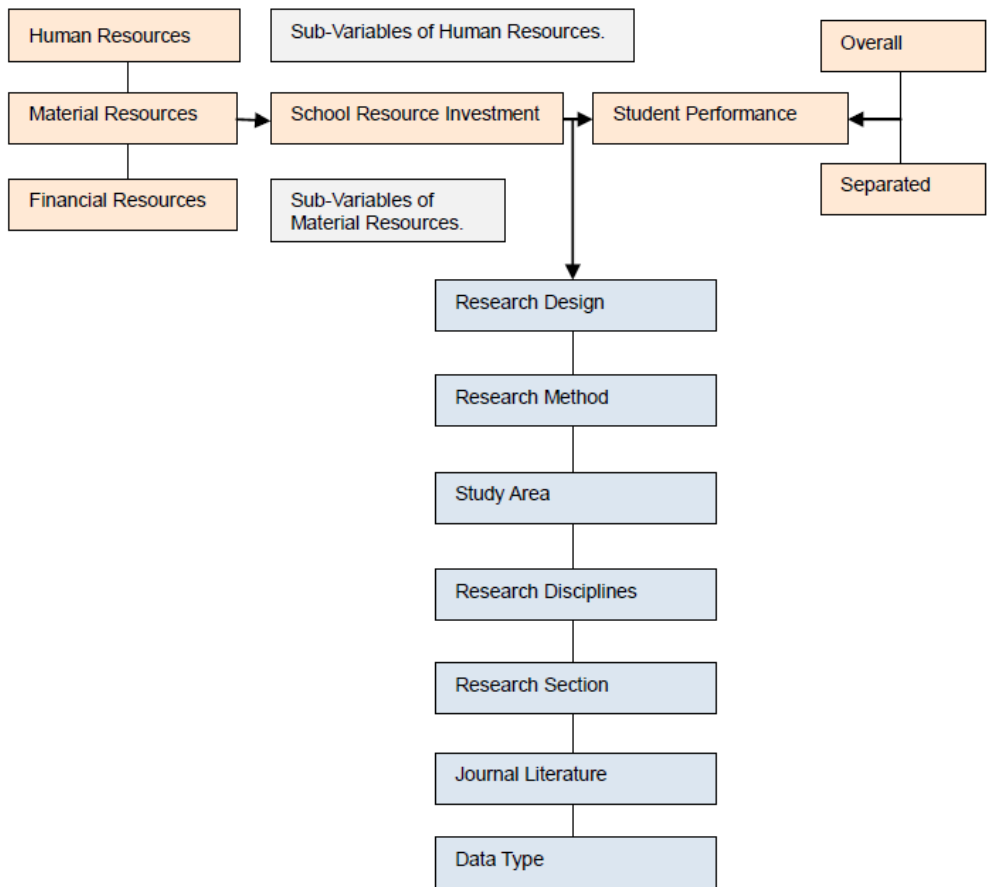 Human Resources
Sub-Variables of Human Resources.
Overall
Material Resources
School Resource Investment
Student Performance
Financial Resources
Sub-Variables of
Material Resources.
Separated
Research Design
Research Method
Study Area
Research Disciplines
Research Section
Journal Literature
Data Type